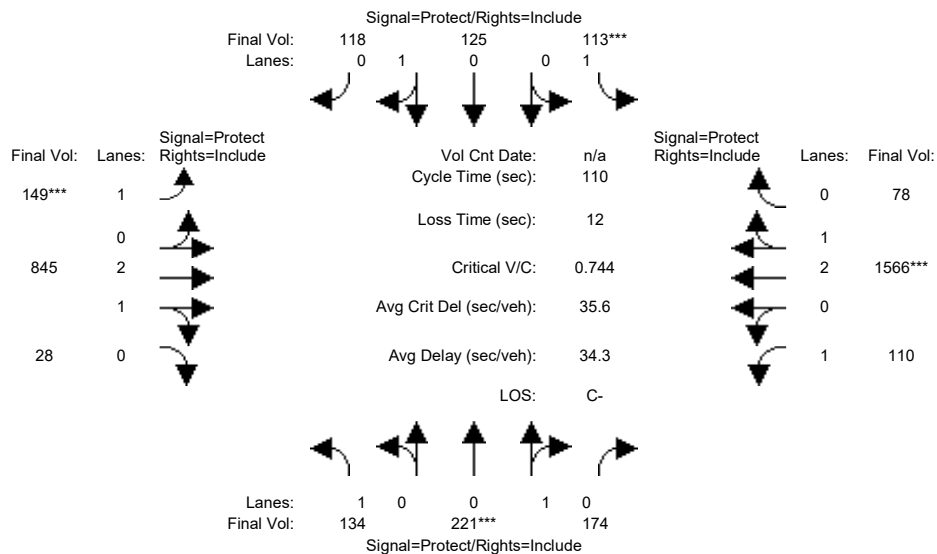 Signal=Protect/Rights=Include
Final Vol: 118 125 113***
Lanes: 0 1 0 0 1
Signal=Protect
Final Vol: Lanes: Rights=Include
Vol Cnt Date: n/a
Signal=Protect
Rights=Include Lanes: Final Vol:
Cycle Time (sec): 110
149*** 1
0 78
Loss Time (sec): 12
0
1
845 2
Critical V/C: 0.744
2 1566***
1
Avg Crit Del (sec/veh): 35.6
0
28 0
Avg Delay (sec/veh): 34.3
1 110
LOS: C-
Lanes: 1 0 0 1 0
Final Vol: 134 221*** 174
Signal=Protect/Rights=Include